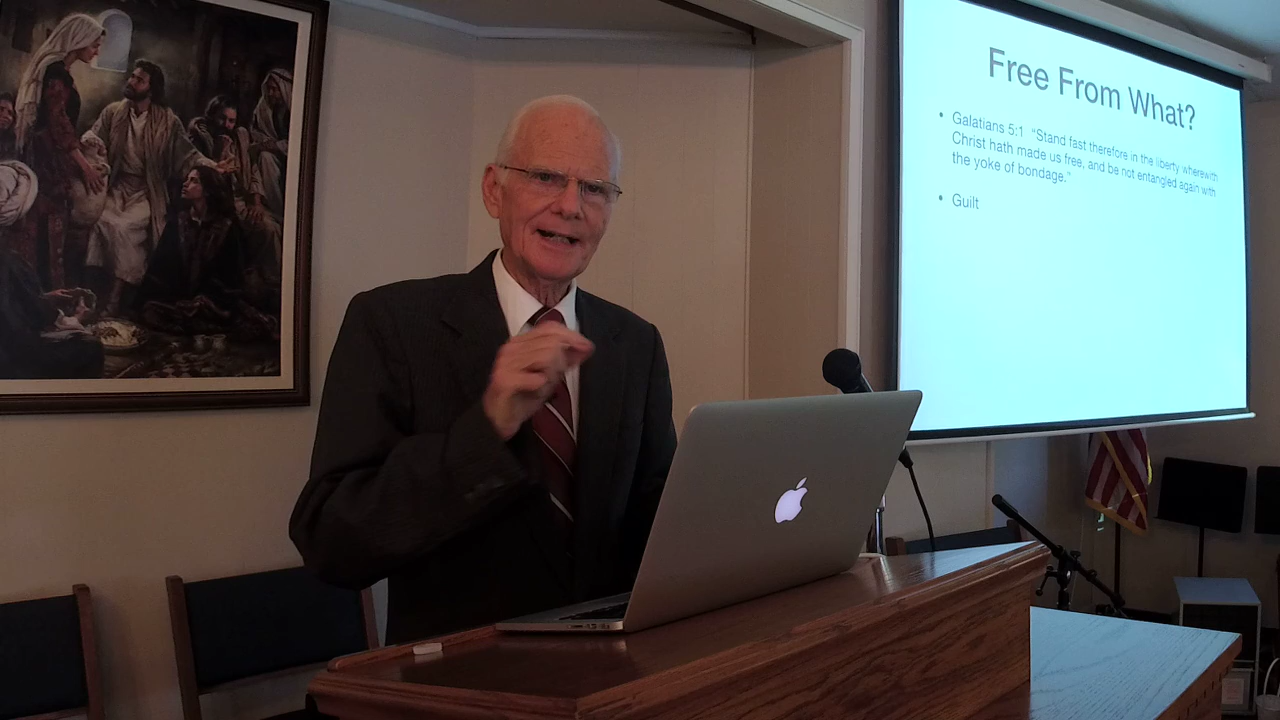 Free From What?
• Galatians 5:1 "Stand fast therefore in the liberty wherewith
Christ hath made us free, and be not entangled again with
the yoke of bondage."
• Guilt